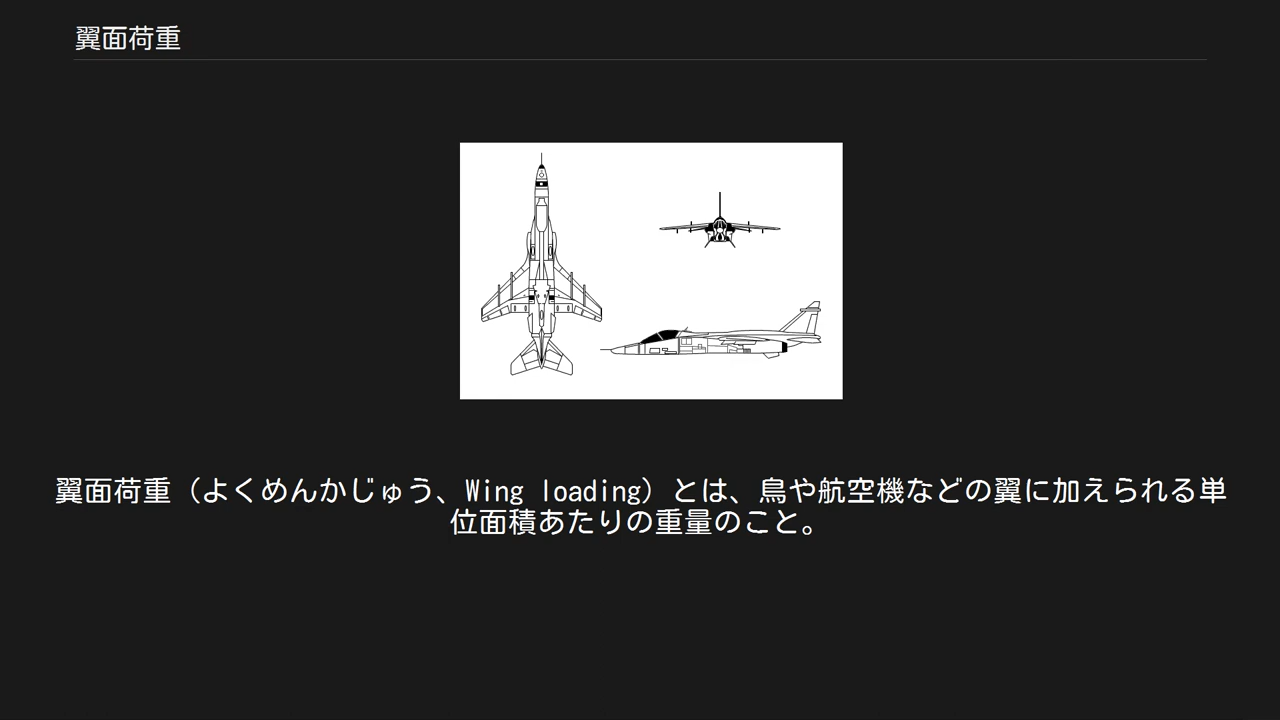 翼面荷重
翼面荷重（よくめんかじゅう、Wing loading）とは、鳥や航空機などの翼に加えられる単
位面積あたりの重量のこと。